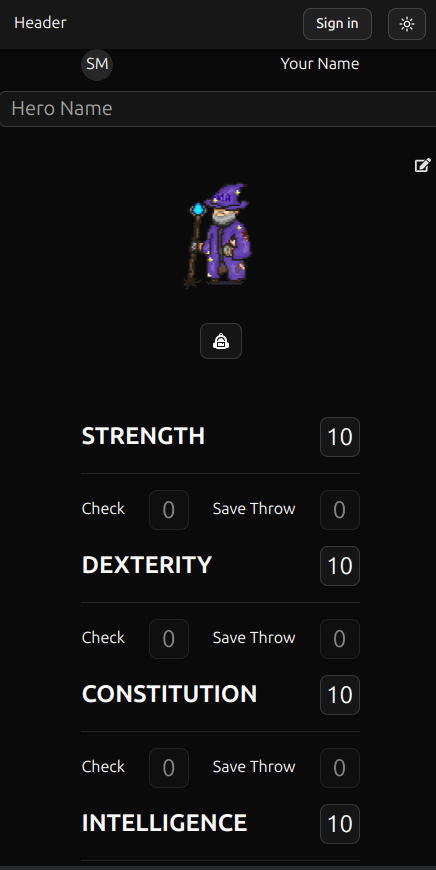 Header Sign in
SM Your Name
Hero Name
STRENGTH 10
Check 0 Save Throw 0
DEXTERITY 10
Check 0 Save Throw 0
CONSTITUTION 10
Check 0 Save Throw 0
INTELLIGENCE 10